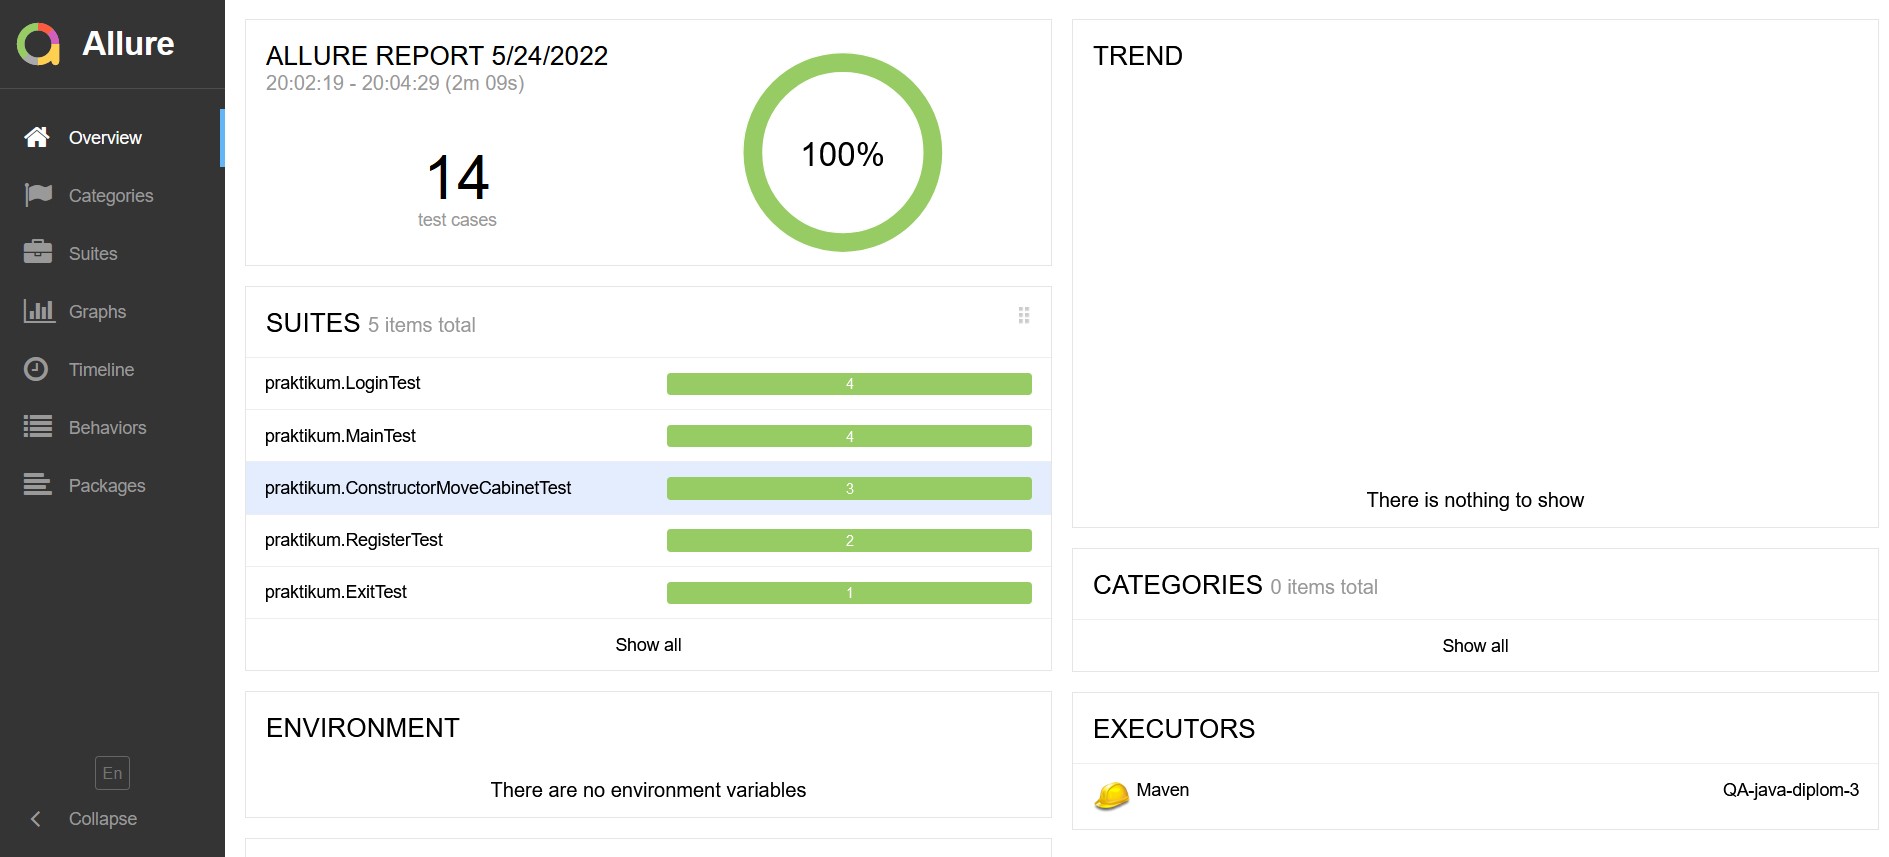 Allure
Overview
Categories
Suites
Graphs
Timeline
Behaviors
Packages
En
Collapse
ALLURE REPORT 5/24/2022
20:02:19 - 20:04:29 (2m 09s)
14
test cases
100%
SUITES 5 items total
praktikum.LoginTest 4
praktikum.MainTest 4
praktikum.ConstructorMoveCabinetTest 3
praktikum.RegisterTest 2
praktikum.ExitTest 1
Show all
ENVIRONMENT
There are no environment variables
TREND
There is nothing to show
CATEGORIES 0 items total
Show all
EXECUTORS
Maven QA-java-diplom-3